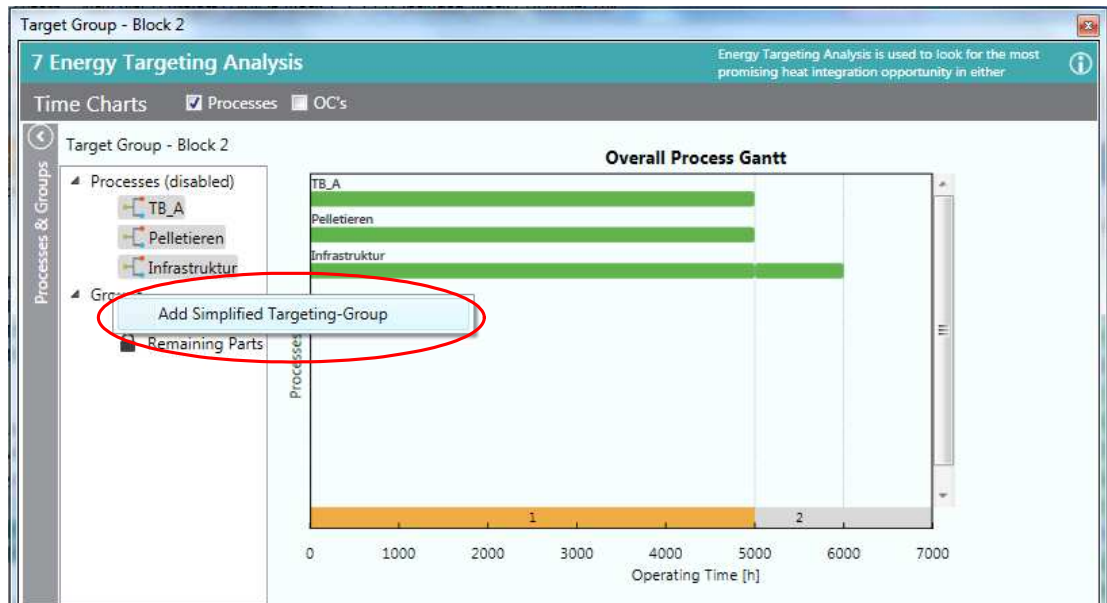 Target Group - Block 2
7 Energy Targeting Analysis
Energy Targeting Analysis is used to look for the most
promising heat integration opportunity in either
Time Charts
Processes
OC's
Processes & Groups
Target Group - Block 2
Processes (disabled)
TB_A
Pelletieren
Infrastruktur
Add Simplified Targeting-Group
Remaining Parts
Overall Process Gantt
TB_A
Pelletieren
Infrastruktur
Processes
1
2
0 1000 2000 3000 4000 5000 6000 7000
Operating Time [h]